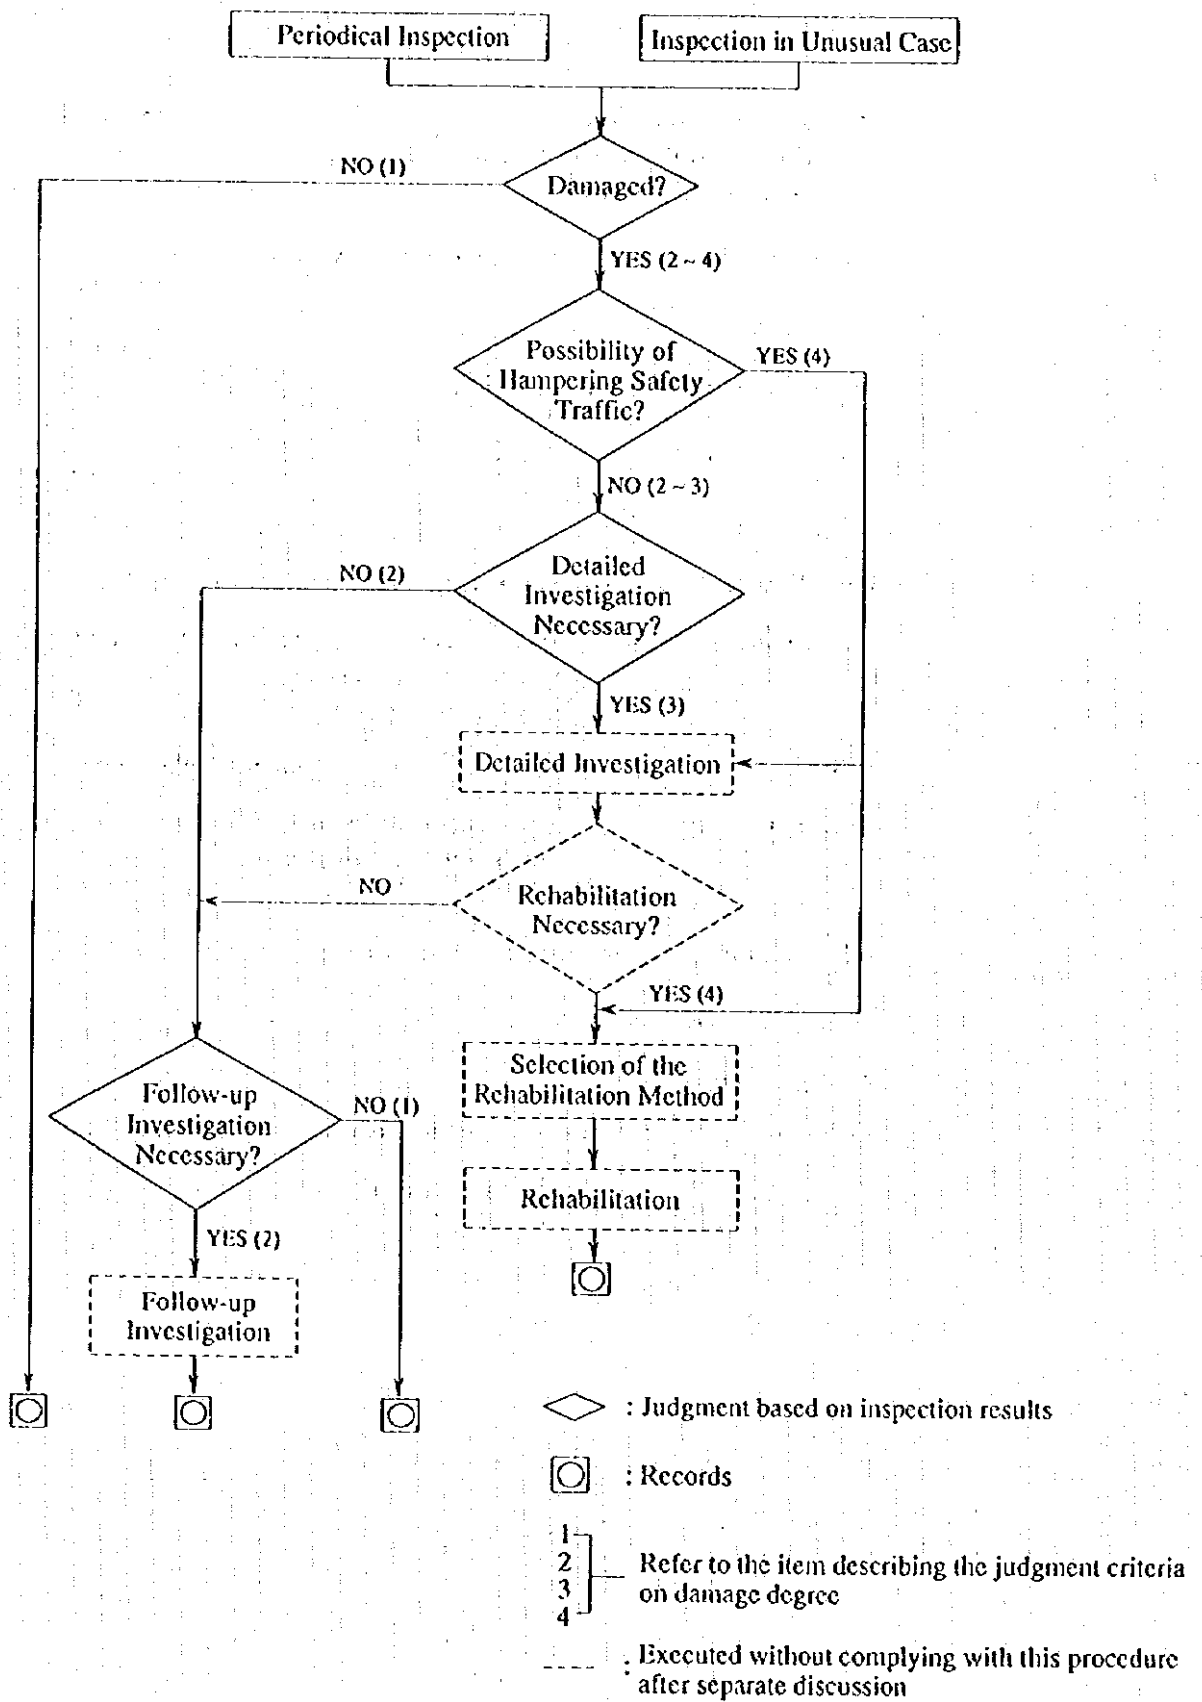 Periodical Inspection
Inspection in Unusual Case
NO (1)
Damaged?
YES (2 ~ 4)
Possibility of
Hampering Safety
Traffic?
YES (4)
NO (2 ~ 3)
NO (2)
Detailed
Investigation
Necessary?
YES (3)
Detailed Investigation
NO
Rehabilitation
Necessary?
YES (4)
Selection of the
Rehabilitation Method
Follow-up
Investigation
Necessary?
NO (1)
Rehabilitation
YES (2)
Follow-up
Investigation
: Judgment based on inspection results
: Records
1
2
3
4
Refer to the item describing the judgment criteria
on damage degree
: Executed without complying with this procedure
after separate discussion